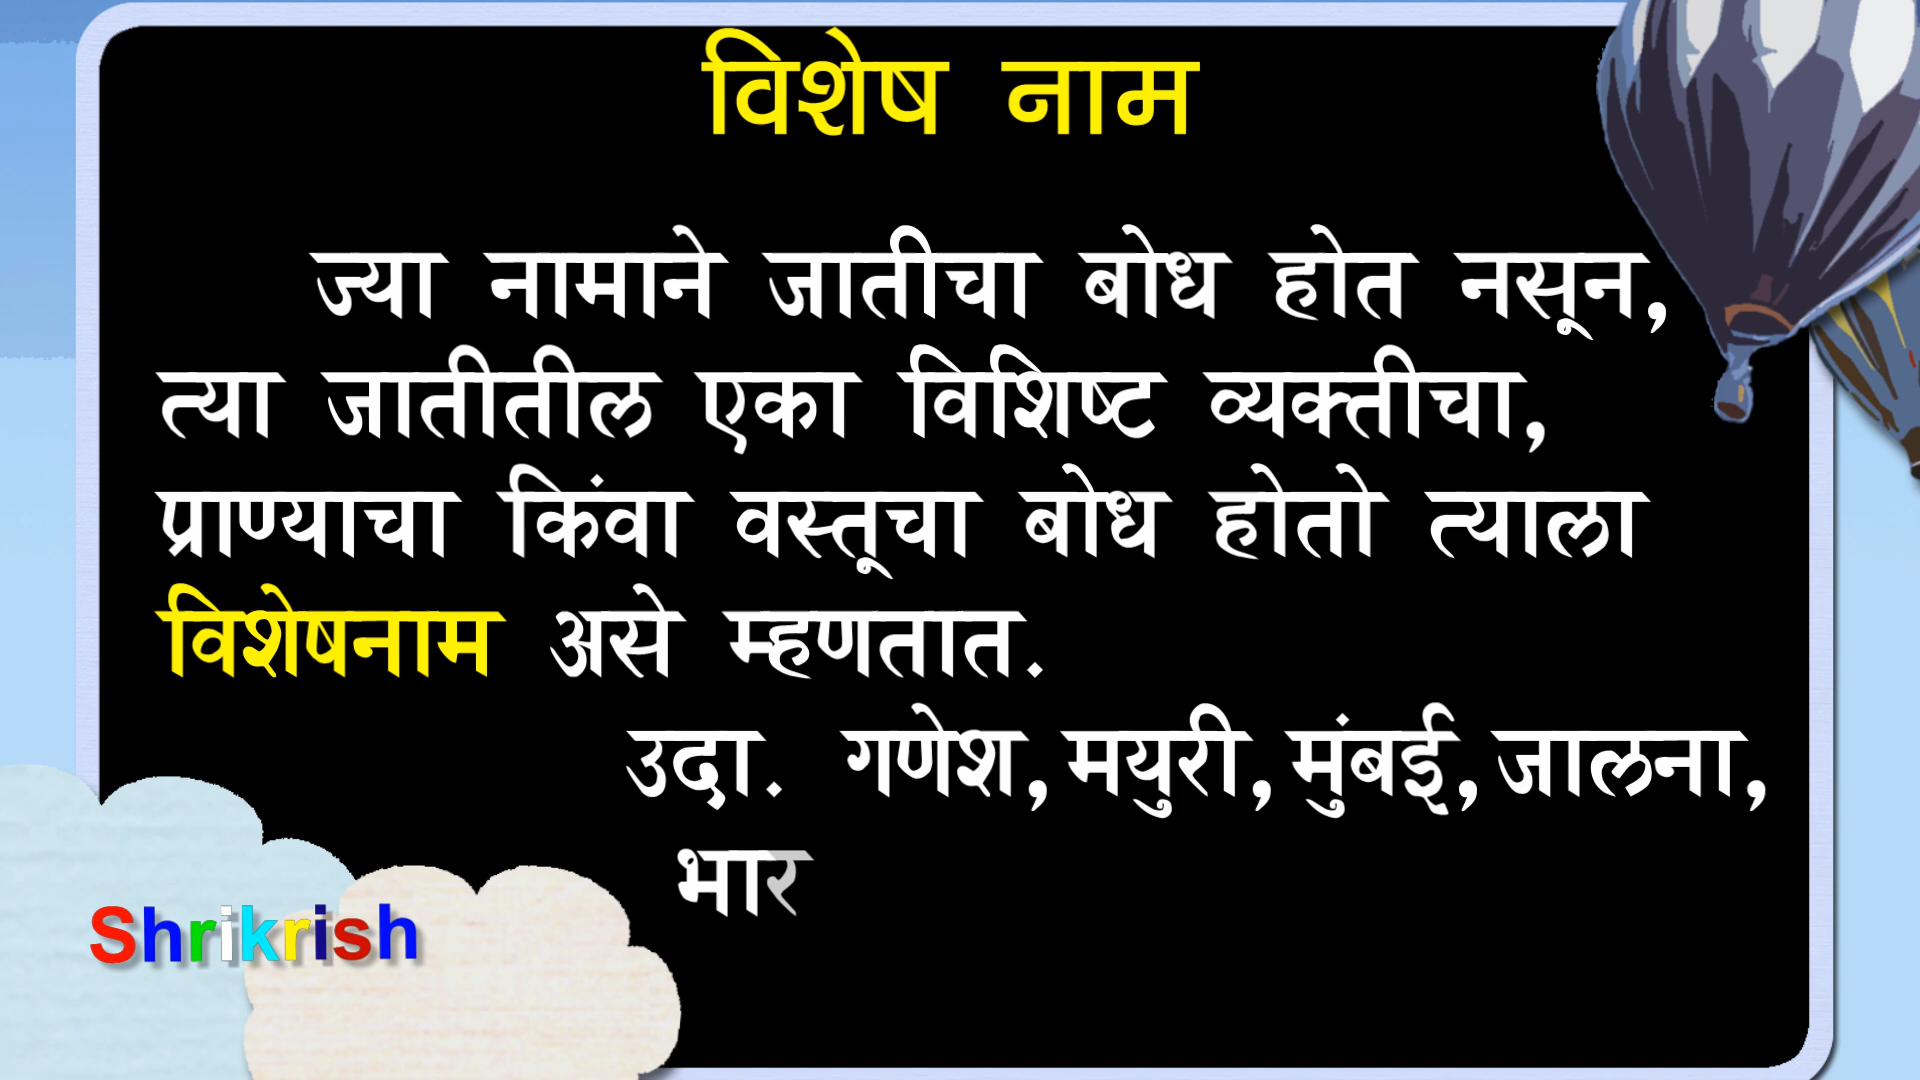 विशेष नाम
ज्या नामाने जातीचा बोध होत नसून,
त्या जातीतील एका विशिष्ट व्यक्तीचा,
प्राण्याचा किंवा वस्तूचा बोध होतो त्याला
विशेषनाम असे म्हणतात.
उदा. गणेश, मयुरी, मुंबई, जालना,
भार
Shrikrish